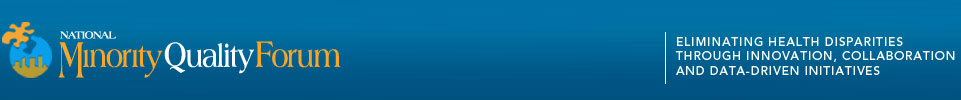 NATIONAL
MinorityQualityForum
ELIMINATING HEALTH DISPARITIES
THROUGH INNOVATION, COLLABORATION
AND DATA-DRIVEN INITIATIVES